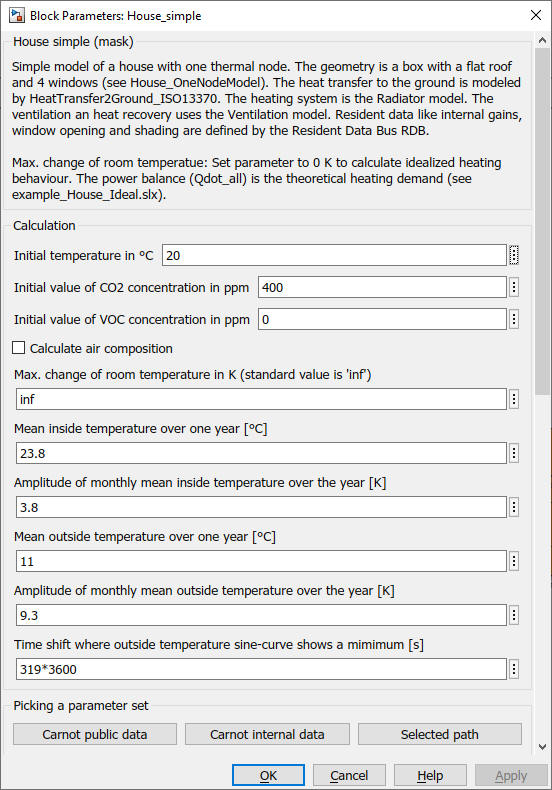 Block Parameters: House_simple
House simple (mask)
Simple model of a house with one thermal node. The geometry is a box with a flat roof
and 4 windows (see House_OneNodeModel). The heat transfer to the ground is modeled
by HeatTransfer2Ground_ISO13370. The heating system is the Radiator model. The
ventilation an heat recovery uses the Ventilation model. Resident data like internal gains,
window opening and shading are defined by the Resident Data Bus RDB.
Max. change of room temperatue: Set parameter to 0 K to calculate idealized heating
behaviour. The power balance (Qdot_all) is the theoretical heating demand (see
example_House_Ideal.slx).
Calculation
Initial temperature in ºC 20
Initial value of CO2 concentration in ppm 400
Initial value of VOC concentration in ppm 0
Calculate air composition
Max. change of room temperature in K (standard value is 'inf')
inf
Mean inside temperature over one year [ºC]
23.8
Amplitude of monthly mean inside temperature over the year [K]
3.8
Mean outside temperature over one year [ºC]
11
Amplitude of monthly mean outside temperature over the year [K]
9.3
Time shift where outside temperature sine-curve shows a mimimum [s]
319*3600
Picking a parameter set
Carnot public data Carnot internal data Selected path
OK Cancel Help Apply